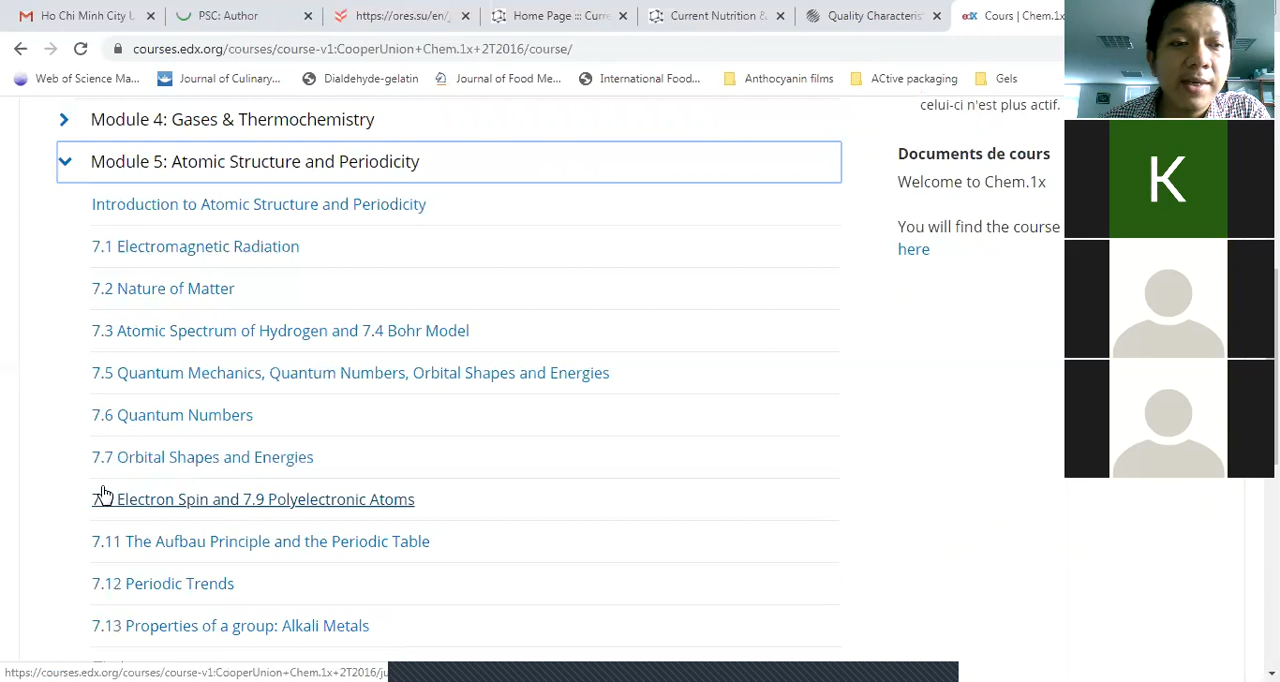 Ho Chi Minh City U
PSC: Author
https://ores.su/en/
Home Page ::: Curre
Current Nutrition &
Quality Characteris
edX Cours | Chem.1x
courses.edx.org/courses/course-v1:CooperUnion+Chem.1x+2T2016/course/
Web of Science Ma...
Journal of Culinary...
Dialdehyde-gelatin
Journal of Food Me...
International Food...
Anthocyanin films
ACtive packaging
Gels
celui-ci n'est plus actif.
Module 4: Gases & Thermochemistry
Module 5: Atomic Structure and Periodicity
Documents de cours
Welcome to Chem.1x
Introduction to Atomic Structure and Periodicity
You will find the course
here
7.1 Electromagnetic Radiation
7.2 Nature of Matter
7.3 Atomic Spectrum of Hydrogen and 7.4 Bohr Model
7.5 Quantum Mechanics, Quantum Numbers, Orbital Shapes and Energies
7.6 Quantum Numbers
7.7 Orbital Shapes and Energies
Electron Spin and 7.9 Polyelectronic Atoms
7.11 The Aufbau Principle and the Periodic Table
7.12 Periodic Trends
7.13 Properties of a group: Alkali Metals
https://courses.edx.org/courses/course-v1:CooperUnion+Chem.1x+2T2016/ju
K